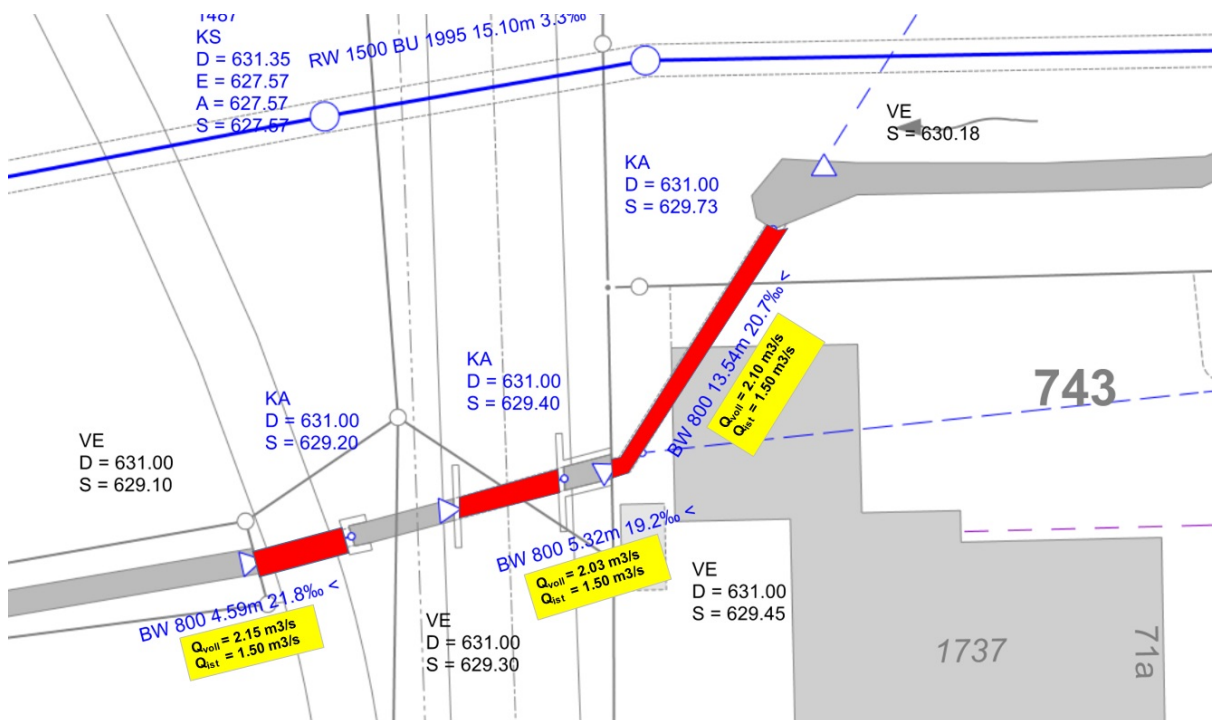 1487
KS
D = 631.35
E = 627.57
A = 627.57
S = 627.57
RW 1500 BU 1995 15.10m 3.3‰
VE
S = 630.18
KA
D = 631.00
S = 629.73
BW 800 13.54m 20.7‰ <
Qvoll = 2.10 m3/s
Qist = 1.50 m3/s
743
KA
D = 631.00
S = 629.40
KA
D = 631.00
S = 629.20
VE
D = 631.00
S = 629.10
BW 800 5.32m 19.2‰ <
Qvoll = 2.03 m3/s
Qist = 1.50 m3/s
BW 800 4.59m 21.8‰ <
Qvoll = 2.15 m3/s
Qist = 1.50 m3/s
VE
D = 631.00
S = 629.30
VE
D = 631.00
S = 629.45
1737
71a